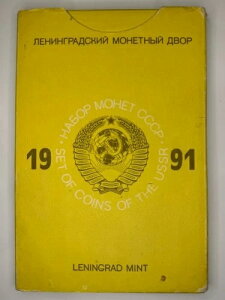 ЛЕНИНГРАДСКИЙ МОНЕТНЫЙ ДВОР
· НАБОР МОНЕТ СССР ·
19 91
SET OF COINS OF THE USSR
LENINGRAD MINT